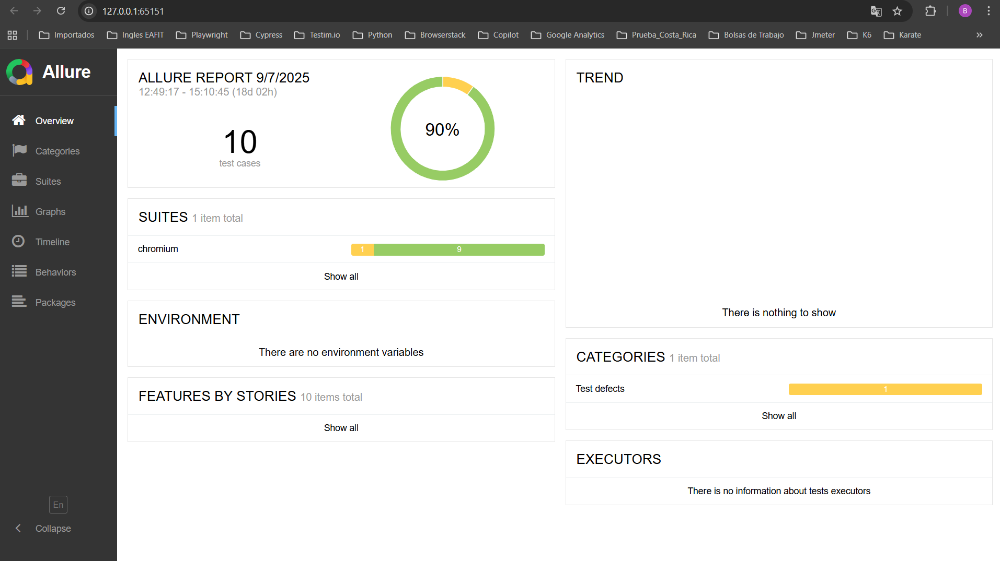 127.0.0.1:65151
B
Importados
Ingles EAFIT
Playwright
Cypress
Testim.io
Python
Browserstack
Copilot
Google Analytics
Prueba_Costa_Rica
Bolsas de Trabajo
Jmeter
K6
Karate
»
Allure
Overview
Categories
Suites
Graphs
Timeline
Behaviors
Packages
En
Collapse
ALLURE REPORT 9/7/2025
12:49:17 - 15:10:45 (18d 02h)
10
test cases
90%
SUITES 1 item total
chromium
1
9
Show all
ENVIRONMENT
There are no environment variables
FEATURES BY STORIES 10 items total
Show all
TREND
There is nothing to show
CATEGORIES 1 item total
Test defects
1
Show all
EXECUTORS
There is no information about tests executors